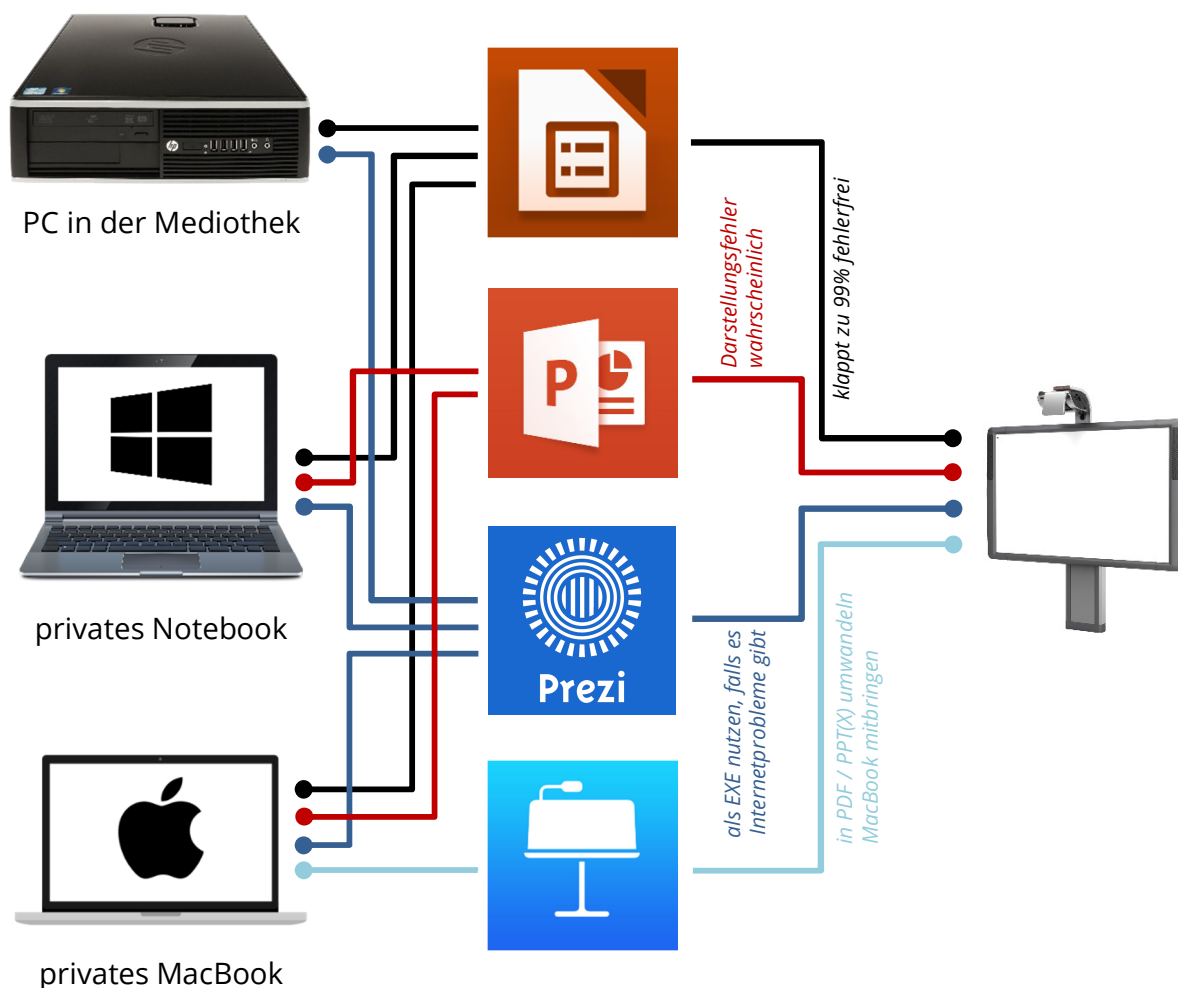 PC in der Mediothek
privates Notebook
privates MacBook
hp
P
Prezi
Darstellungsfehler
wahrscheinlich
klappt zu 99% fehlerfrei
als EXE nutzen, falls es
Internetprobleme gibt
in PDF / PPT(X) umwandeln
MacBook mitbringen